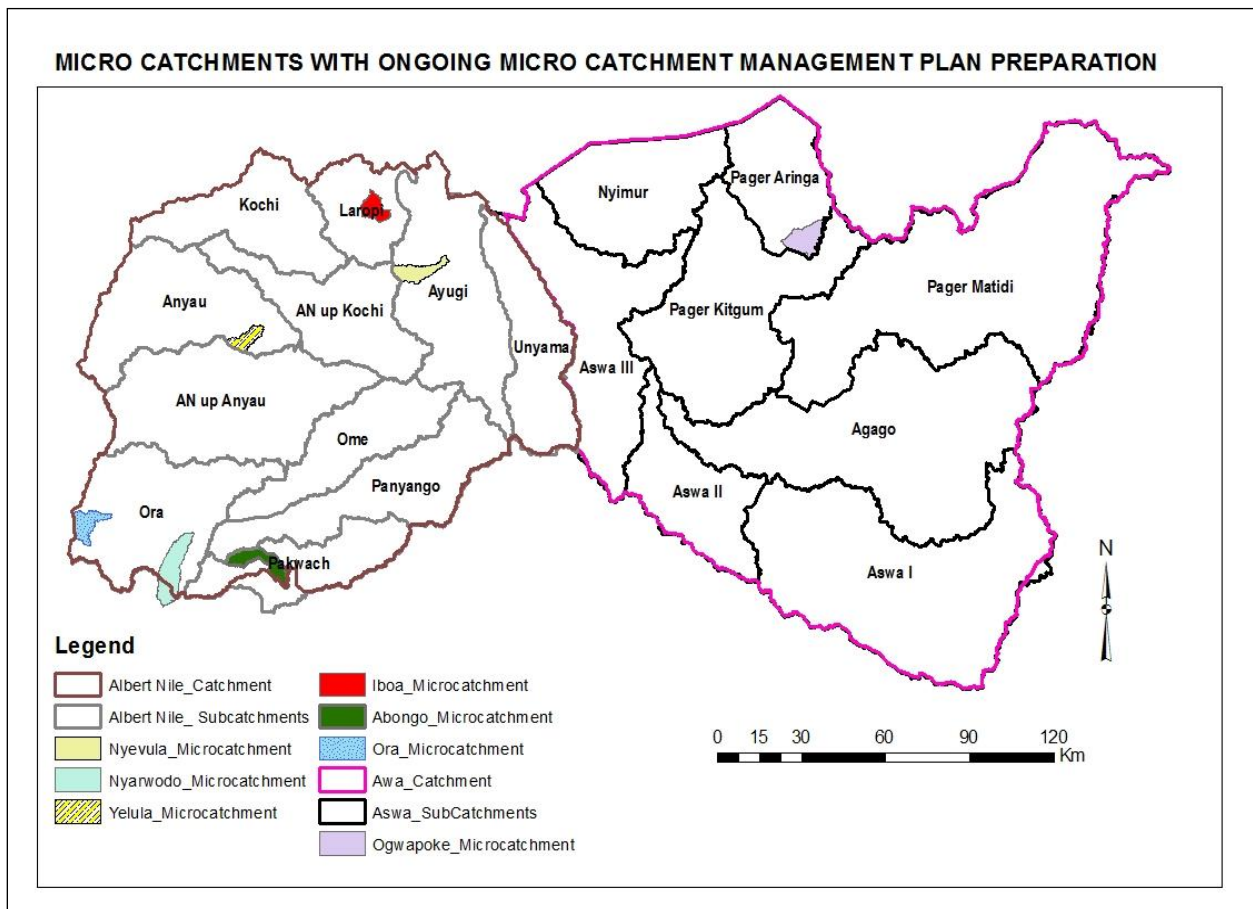 MICRO CATCHMENTS WITH ONGOING MICRO CATCHMENT MANAGEMENT PLAN PREPARATION
Kochi
Laropi
Nyimur
Pager Aringa
Anyau
AN up Kochi
Ayugi
Pager Matidi
Pager Kitgum
Unyama
Aswa III
AN up Anyau
Ome
Agago
Panyango
Aswa II
Ora
Pakwach
Aswa I
N
Legend
Albert Nile_Catchment
Albert Nile_ Subcatchments
Nyevula_Microcatchment
Nyarwodo_Microcatchment
Yelula_Microcatchment
Iboa_Microcatchment
Abongo_Microcatchment
Ora_Microcatchment
Awa_Catchment
Aswa_SubCatchments
Ogwapoke_Microcatchment
0 15 30 60 90 120
Km